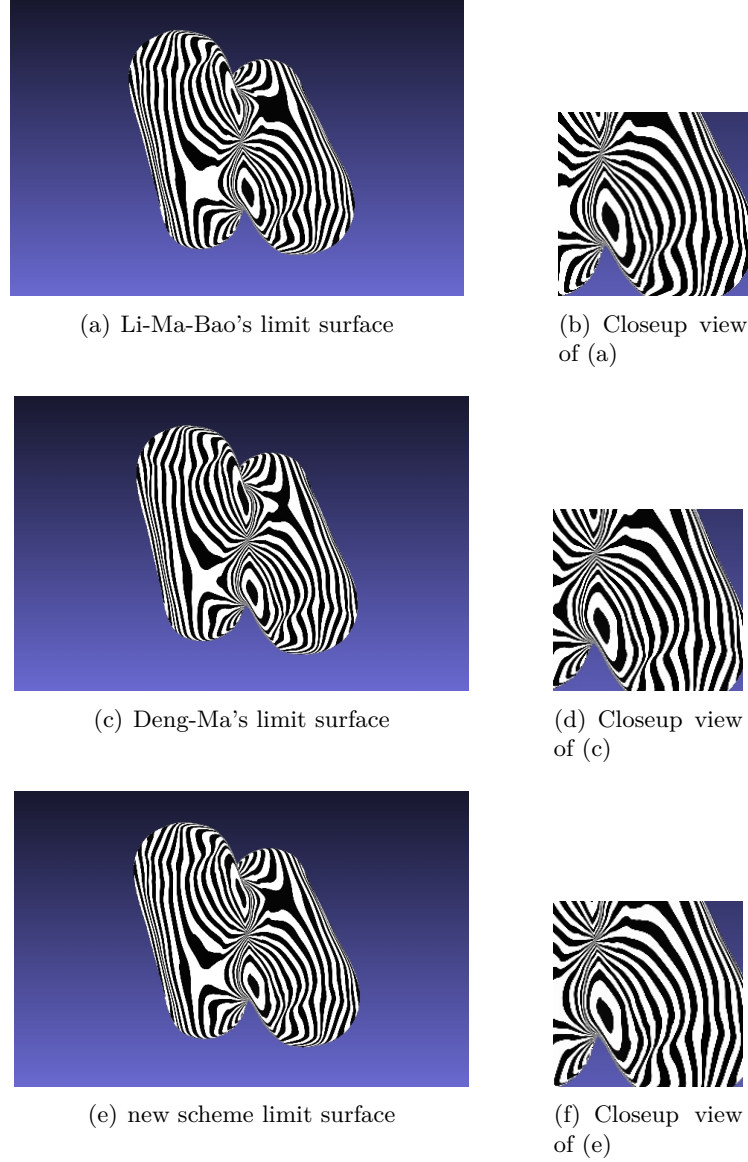 (a) Li-Ma-Bao's limit surface
(b) Closeup view
of (a)
(c) Deng-Ma's limit surface
(d) Closeup view
of (c)
(e) new scheme limit surface
(f) Closeup view
of (e)